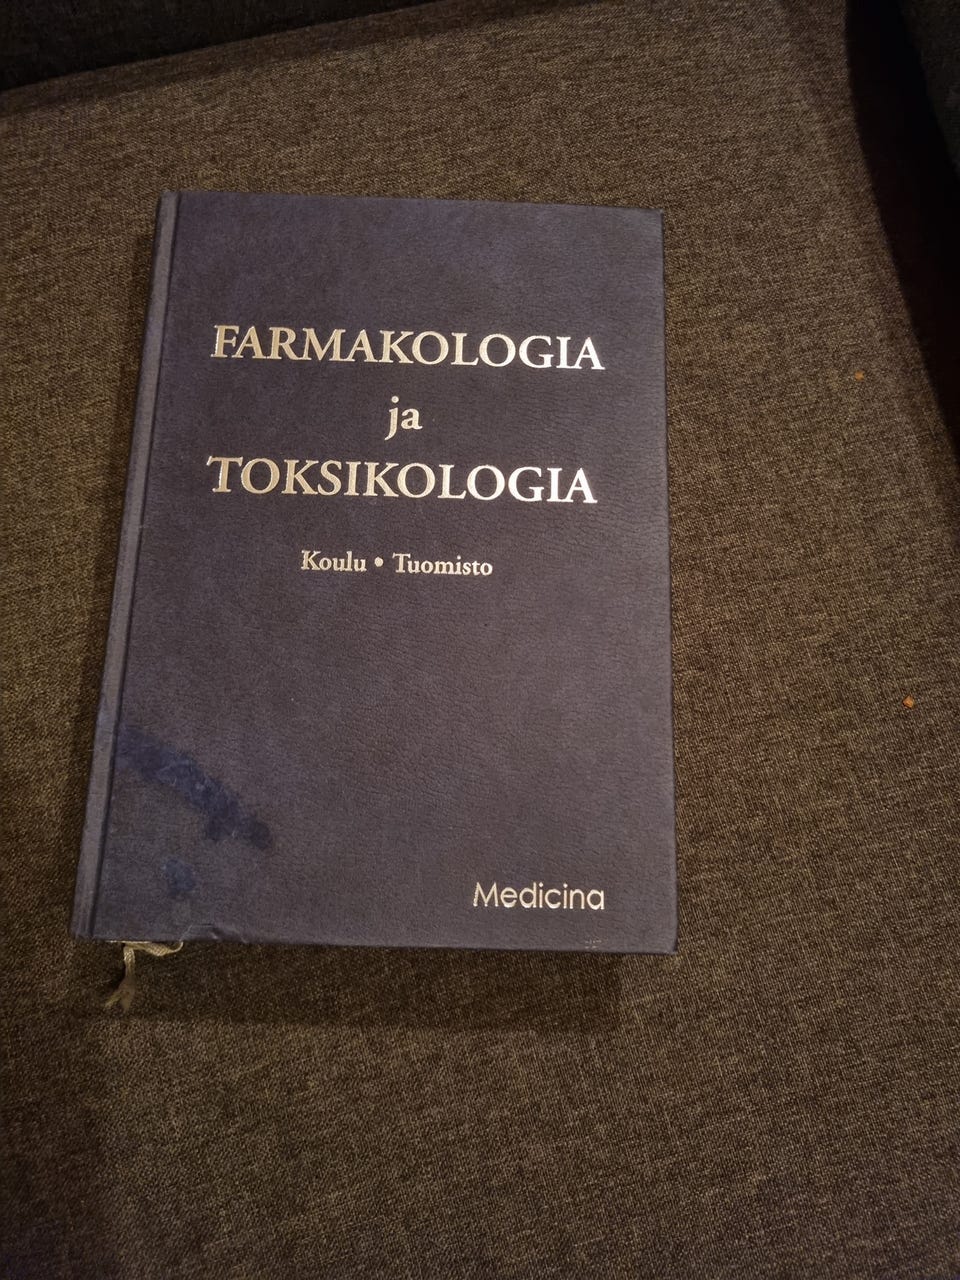 FARMAKOLOGIA
ja
TOKSIKOLOGIA
Koulu • Tuomisto
Medicina